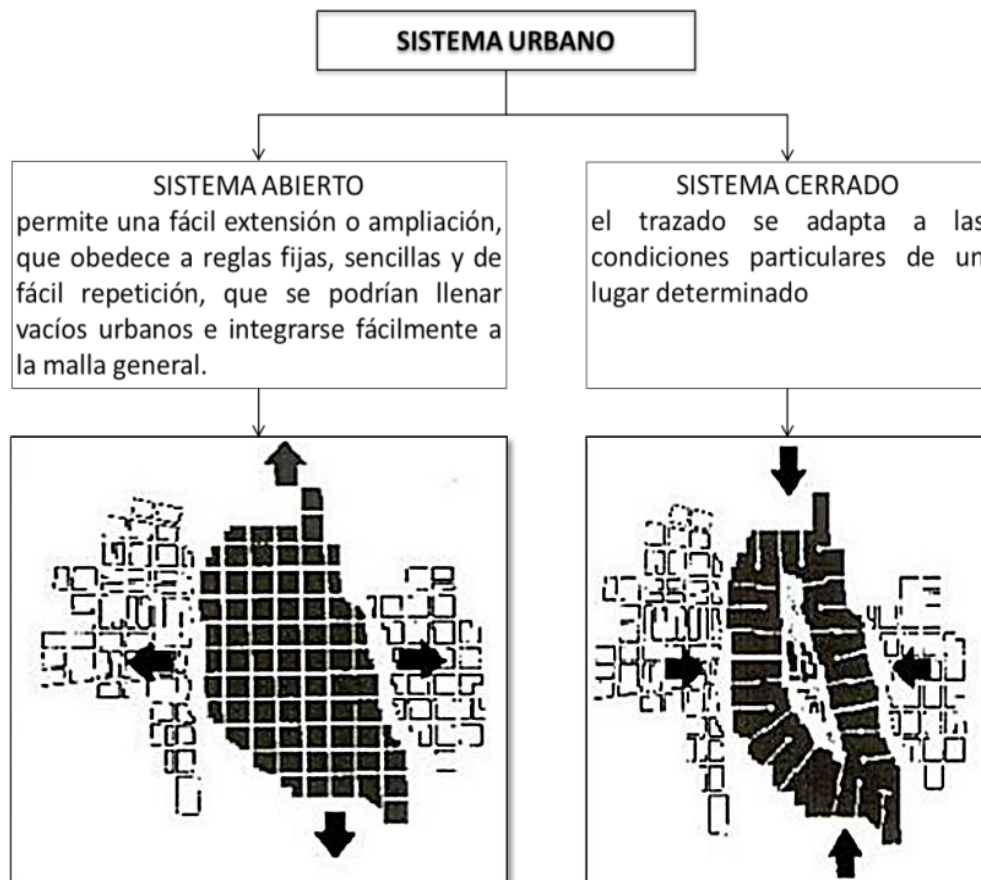 SISTEMA URBANO
SISTEMA ABIERTO
permite una fácil extensión o ampliación,
que obedece a reglas fijas, sencillas y de
fácil repetición, que se podrían llenar
vacíos urbanos e integrarse fácilmente a
la malla general.
SISTEMA CERRADO
el trazado se adapta a las
condiciones particulares de un
lugar determinado